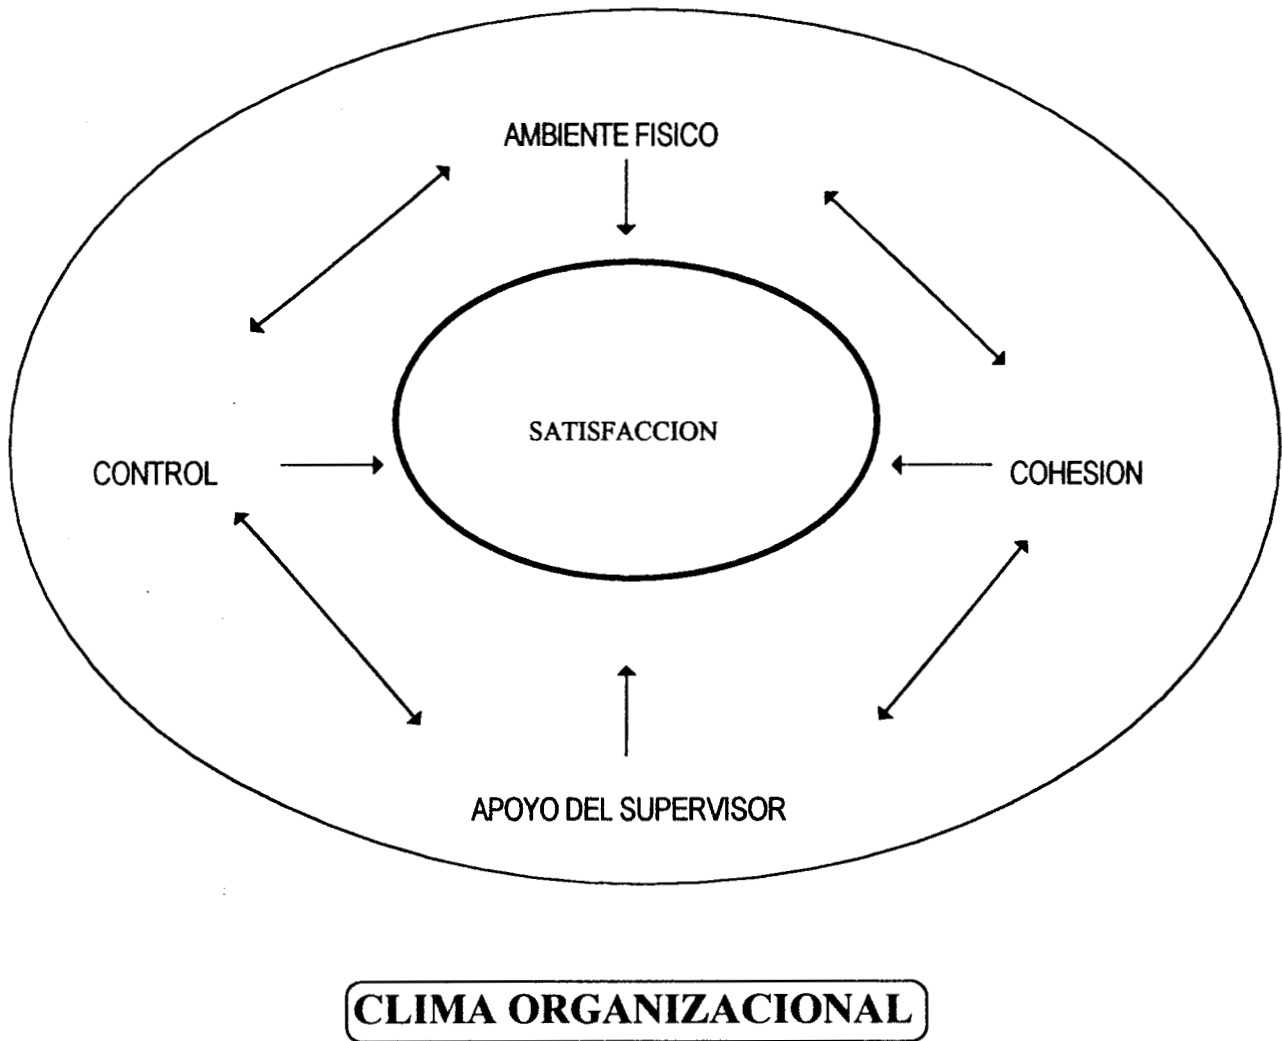 AMBIENTE FISICO
SATISFACCION
CONTROL
COHESION
APOYO DEL SUPERVISOR
CLIMA ORGANIZACIONAL